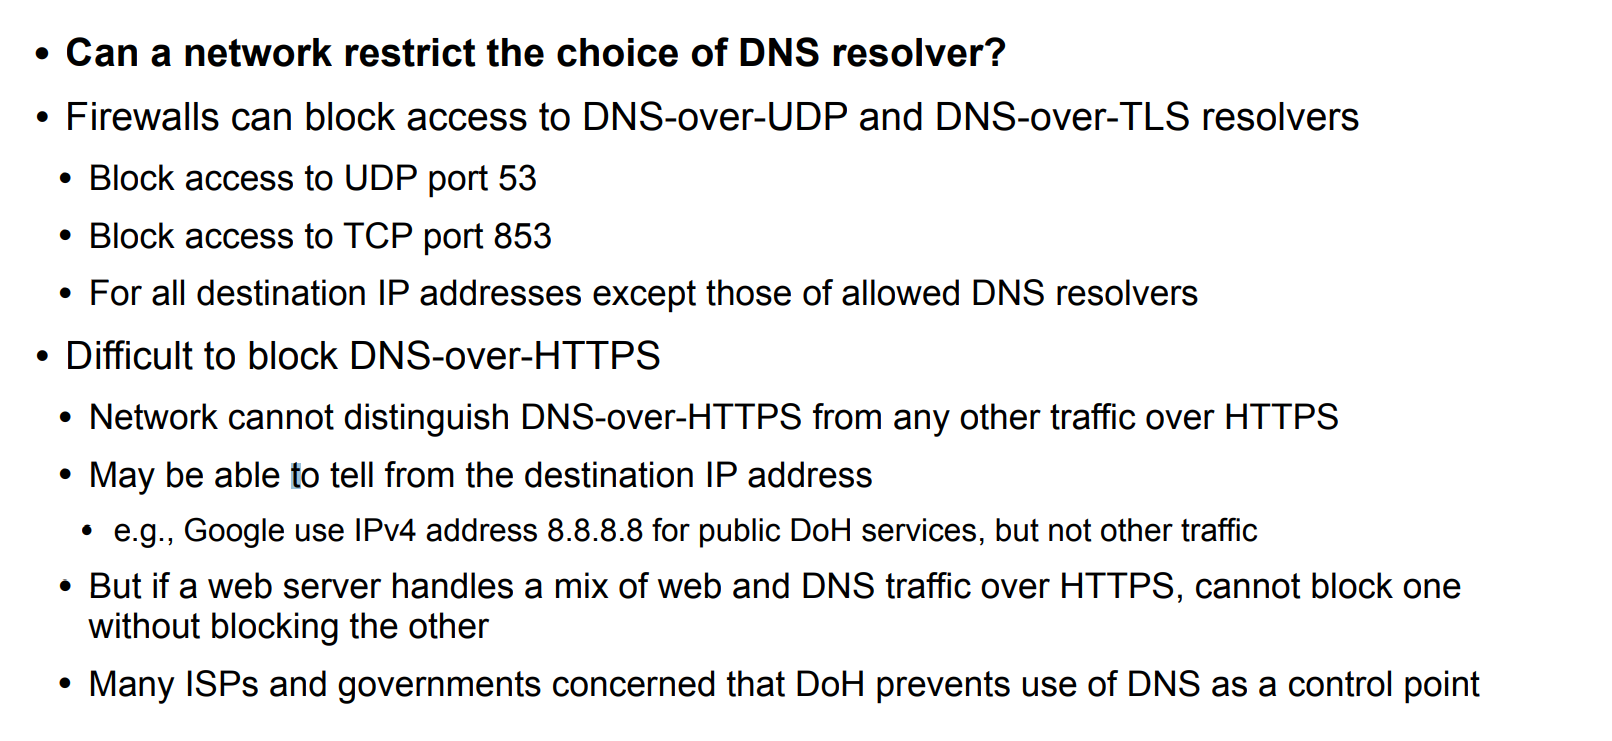 • Can a network restrict the choice of DNS resolver?
• Firewalls can block access to DNS-over-UDP and DNS-over-TLS resolvers
• Block access to UDP port 53
• Block access to TCP port 853
• For all destination IP addresses except those of allowed DNS resolvers
• Difficult to block DNS-over-HTTPS
• Network cannot distinguish DNS-over-HTTPS from any other traffic over HTTPS
• May be able to tell from the destination IP address
• e.g., Google use IPv4 address 8.8.8.8 for public DoH services, but not other traffic
• But if a web server handles a mix of web and DNS traffic over HTTPS, cannot block one
without blocking the other
• Many ISPs and governments concerned that DoH prevents use of DNS as a control point